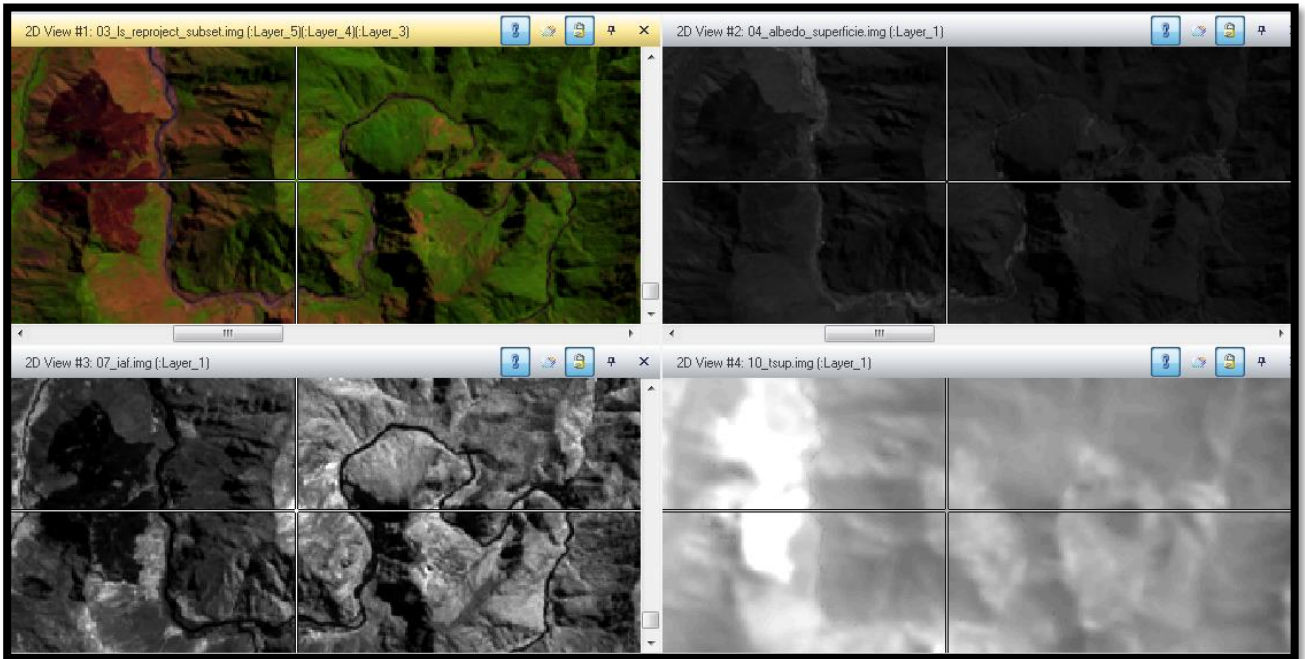 2D View #1: 03_ls_reproject_subset.img (:Layer_5)(:Layer_4)(:Layer_3)
2D View #2: 04_albedo_superficie.img (:Layer_1)
2D View #3: 07_iaf.img (:Layer_1)
2D View #4: 10_tsup.img (:Layer_1)